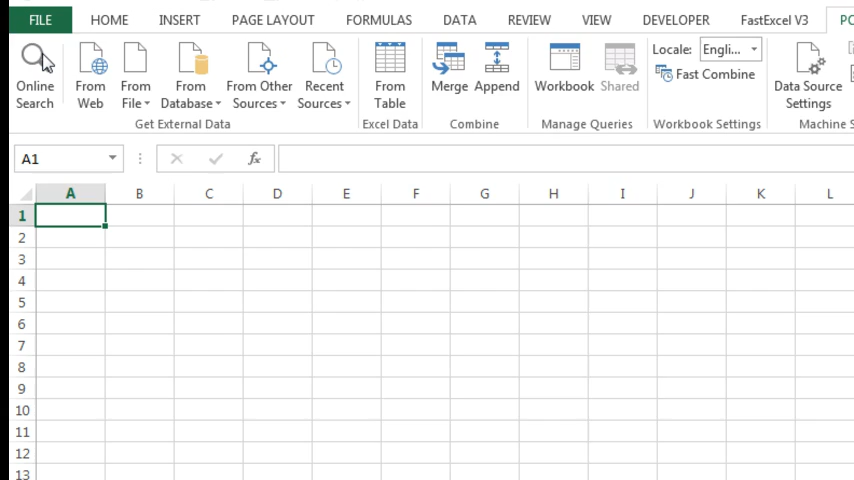 FILE HOME INSERT PAGE LAYOUT FORMULAS DATA REVIEW VIEW DEVELOPER FastExcel V3 PO
Online Search
From Web
From File
From Database
From Other Sources
Recent Sources
Get External Data
From Table
Excel Data
Merge Append
Combine
Workbook Shared
Manage Queries
Locale: Engli...
Fast Combine
Workbook Settings
Data Source Settings
Machine S
A1 fx
A B C D E F G H I J K L
1
2
3
4
5
6
7
8
9
10
11
12
13